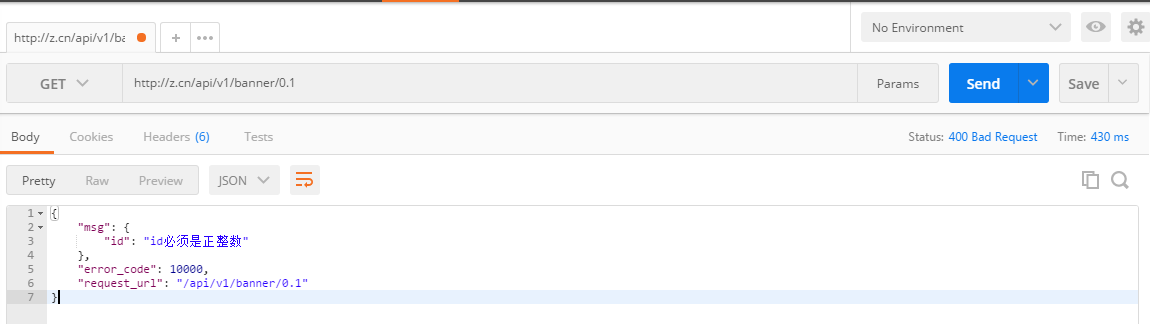 http://z.cn/api/v1/ba
No Environment
GET
http://z.cn/api/v1/banner/0.1
Params
Send
Save
Body
Cookies
Headers (6)
Tests
Status: 400 Bad Request
Time: 430 ms
Pretty
Raw
Preview
JSON
1 {
2 "msg": {
3 "id": "id必须是正整数"
4 },
5 "error_code": 10000,
6 "request_url": "/api/v1/banner/0.1"
7 }